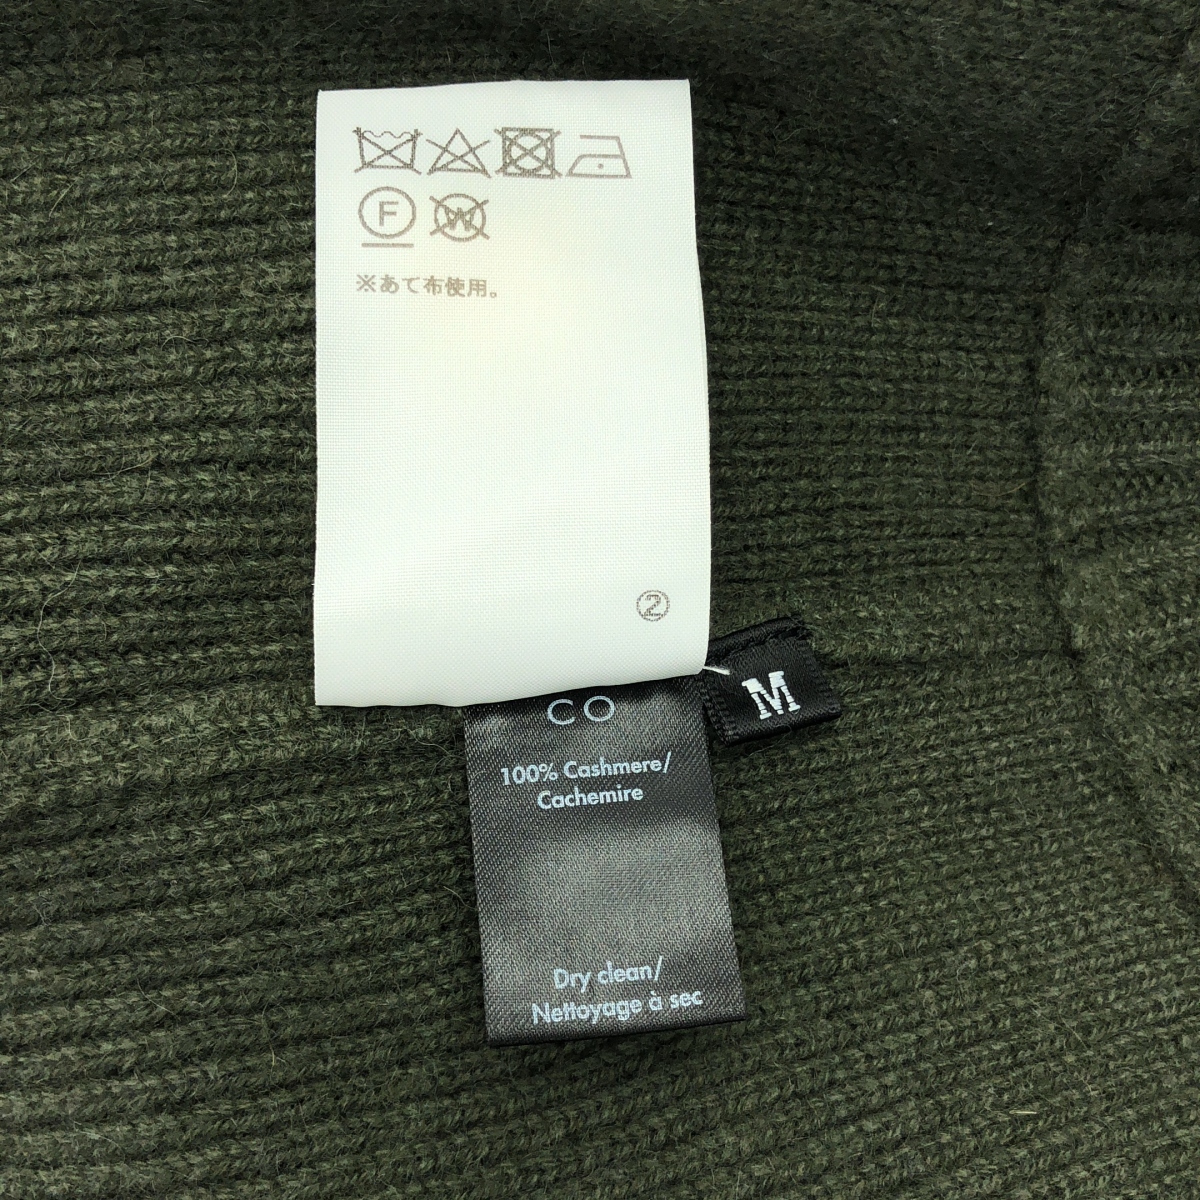 F W
※あて布使用。
②
M
CO
100% Cashmere/
Cachemire
Dry clean/
Nettoyage à sec